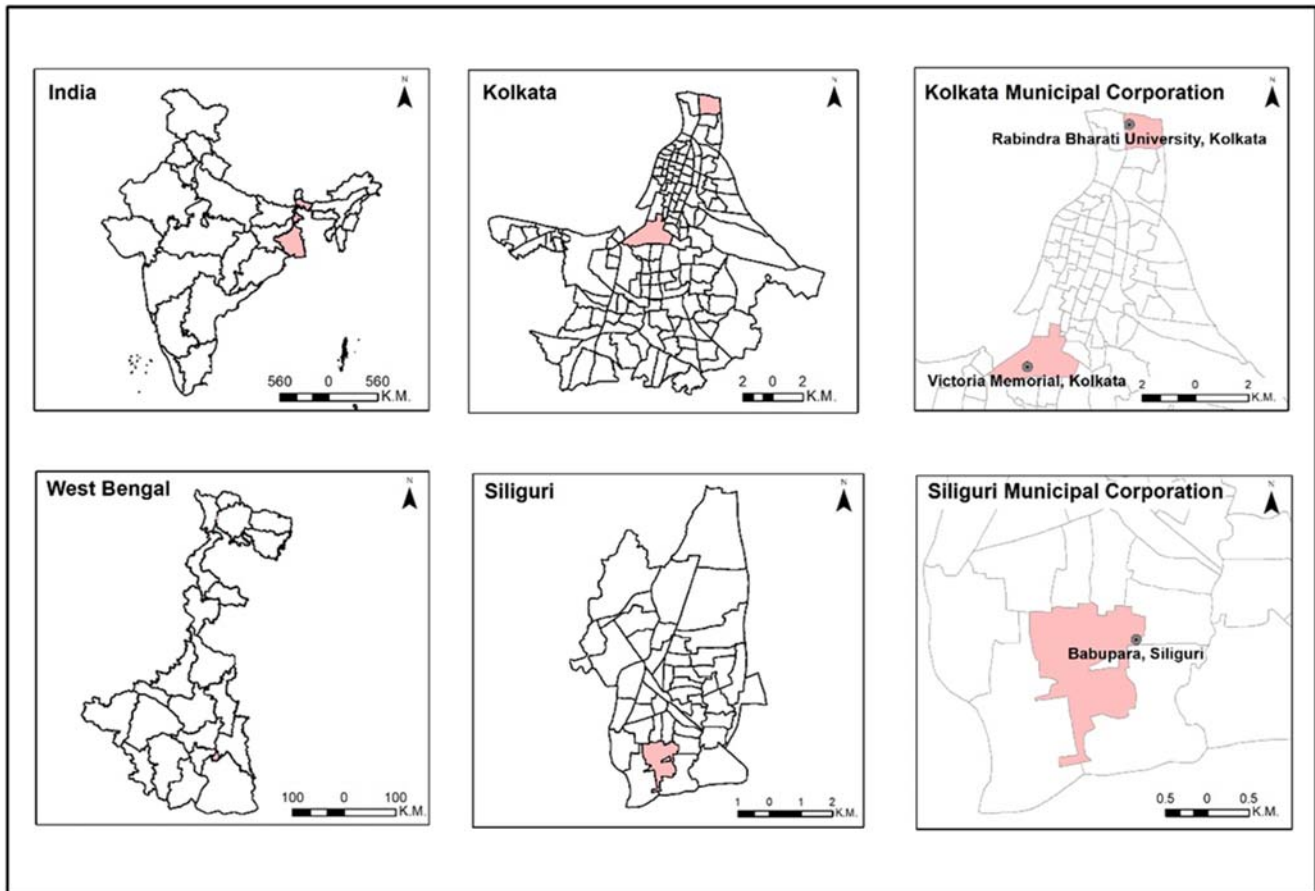 India
N
560 0 560
K.M.
Kolkata
N
2 0 2
K.M.
Kolkata Municipal Corporation
N
Rabindra Bharati University, Kolkata
Victoria Memorial, Kolkata
2 0 2
K.M.
West Bengal
N
100 0 100
K.M.
Siliguri
N
1 0 1 2
K.M.
Siliguri Municipal Corporation
N
Babupara, Siliguri
0.5 0 0.5
K.M.